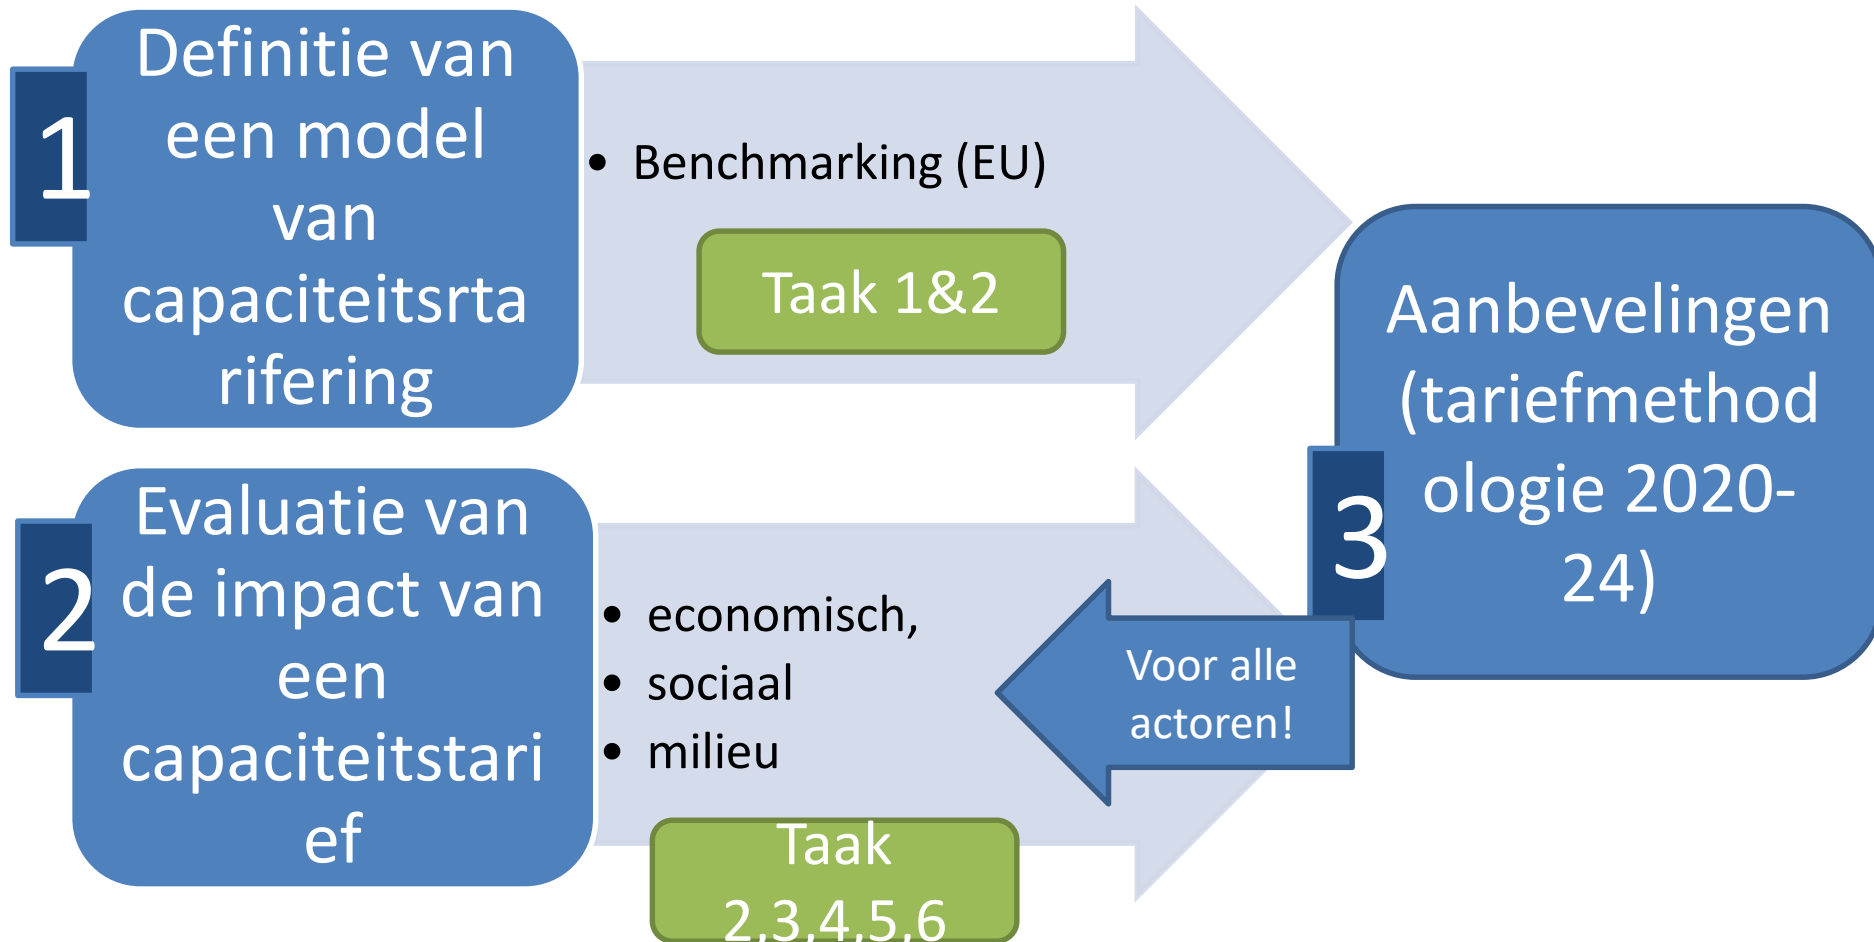 1
Definitie van
een model
van
capaciteitsrta
rifering
• Benchmarking (EU)
Taak 1&2
2
Evaluatie van
de impact van
een
capaciteitstari
ef
• economisch,
• sociaal
• milieu
Taak
2,3,4,5,6
Voor alle
actoren!
3
Aanbevelingen
(tariefmethod
ologie 2020-
24)